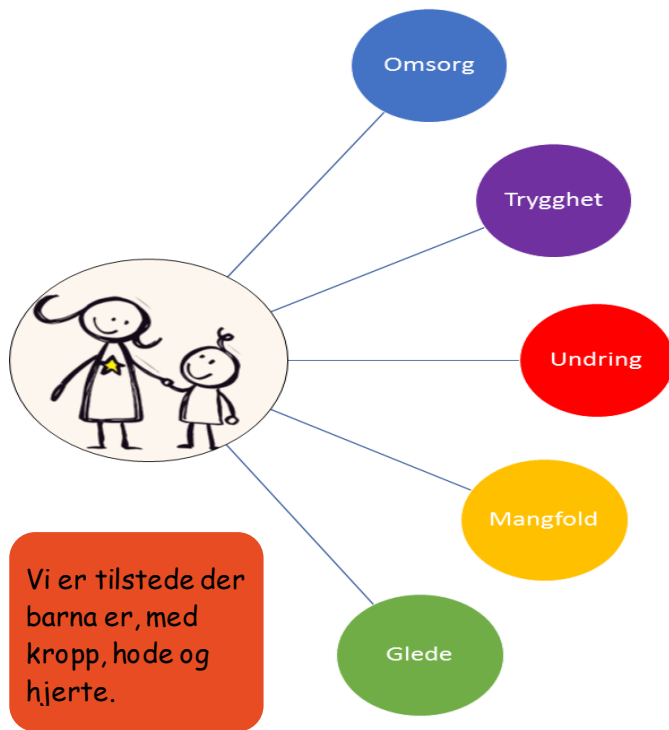 Omsorg
Trygghet
Undring
Mangfold
Glede
Vi er tilstede der
barna er, med
kropp, hode og
hjerte.